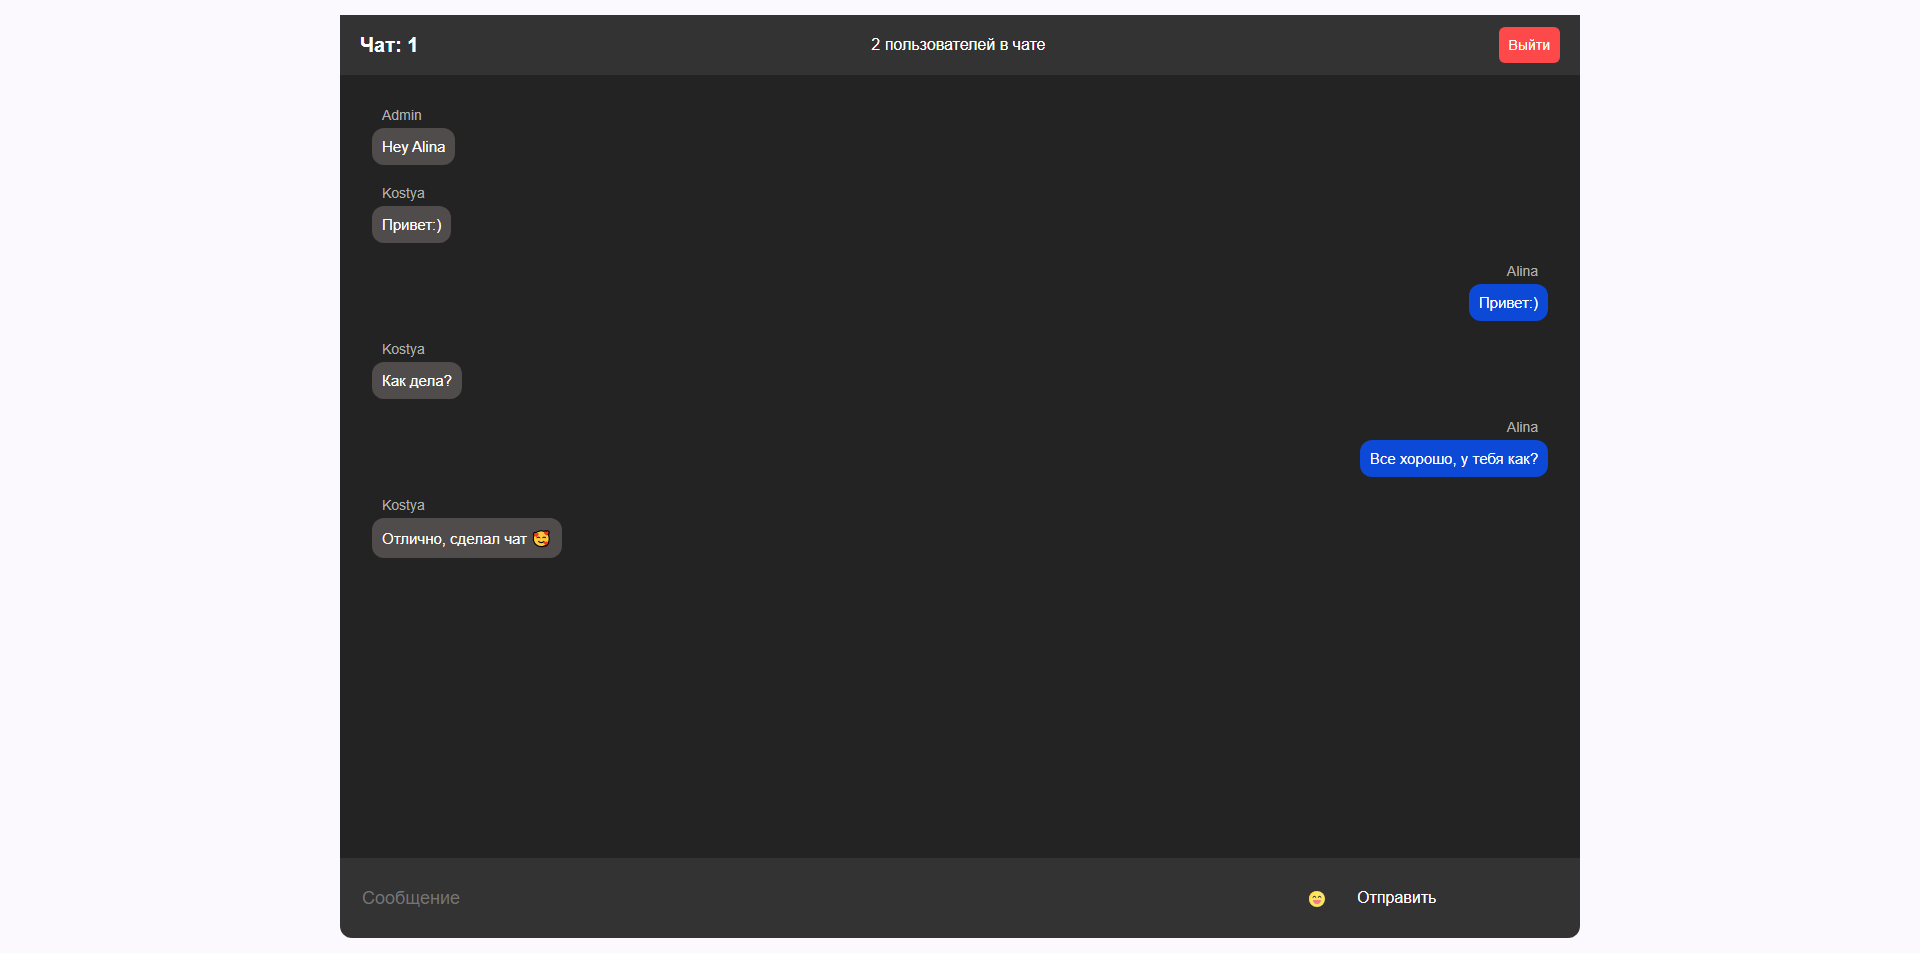 Чат: 1
2 пользователей в чате
Выйти
Admin
Hey Alina
Kostya
Привет:)
Alina
Привет:)
Kostya
Как дела?
Alina
Все хорошо, у тебя как?
Kostya
Отлично, сделал чат 🥰
Сообщение
Отправить